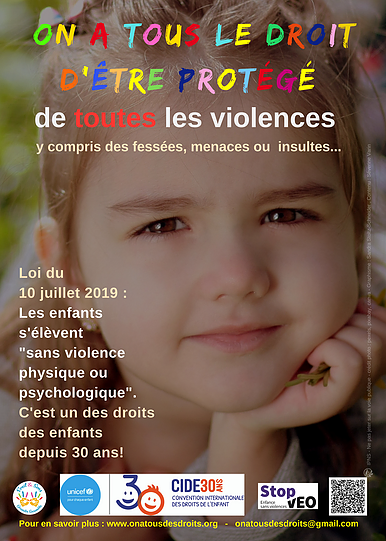 ON A TOUS LE DROIT
D'ÊTRE PROTÉGÉ
de toutes les violences
y compris des fessées, menaces ou insultes...
Loi du
10 juillet 2019 :
Les enfants
s'élèvent
"sans violence
physique ou
psychologique".
C'est un des droits
des enfants
depuis 30 ans!
unicef
30
CIDE30 ANS
CONVENTION INTERNATIONALE
DES DROITS DE L'ENFANT
Stop
VEO
Enfance
sans violences
Pour en savoir plus : www.onatousdesdroits.org - onatousdesdroits@gmail.com